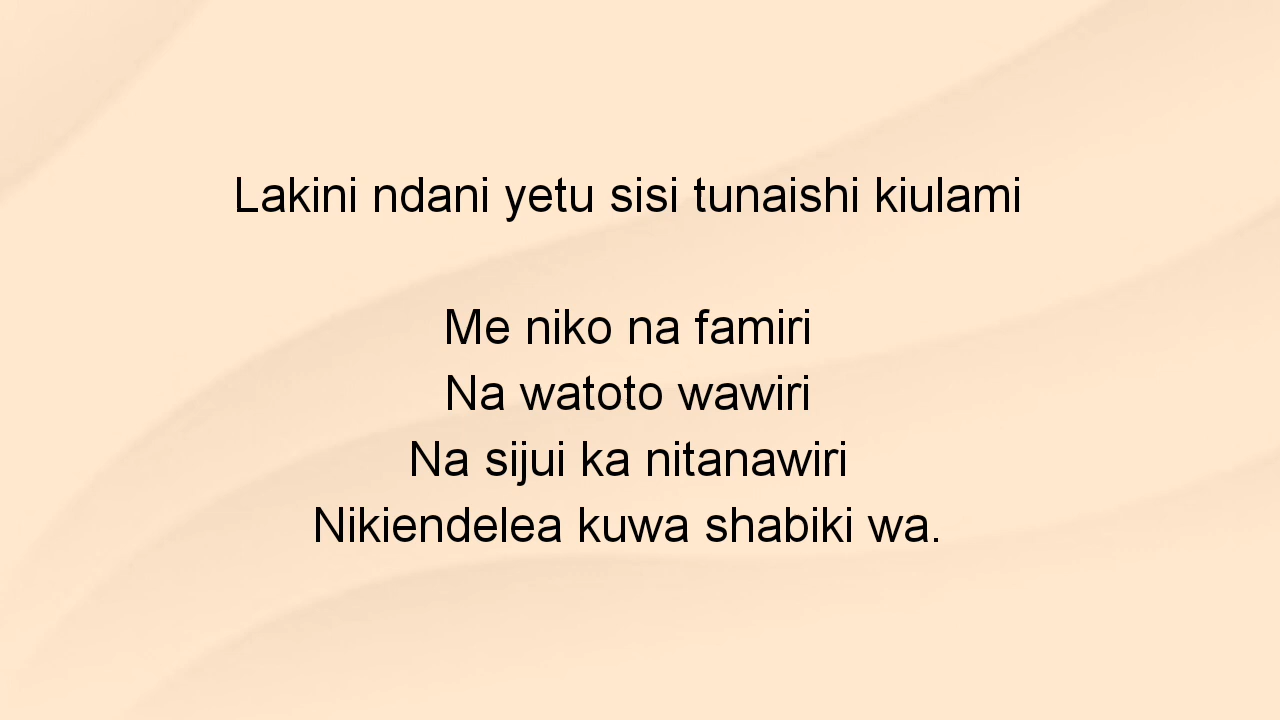 Lakini ndani yetu sisi tunaishi kiulami
Me niko na famiri
Na watoto wawiri
Na sijui ka nitanawiri
Nikiendelea kuwa shabiki wa.